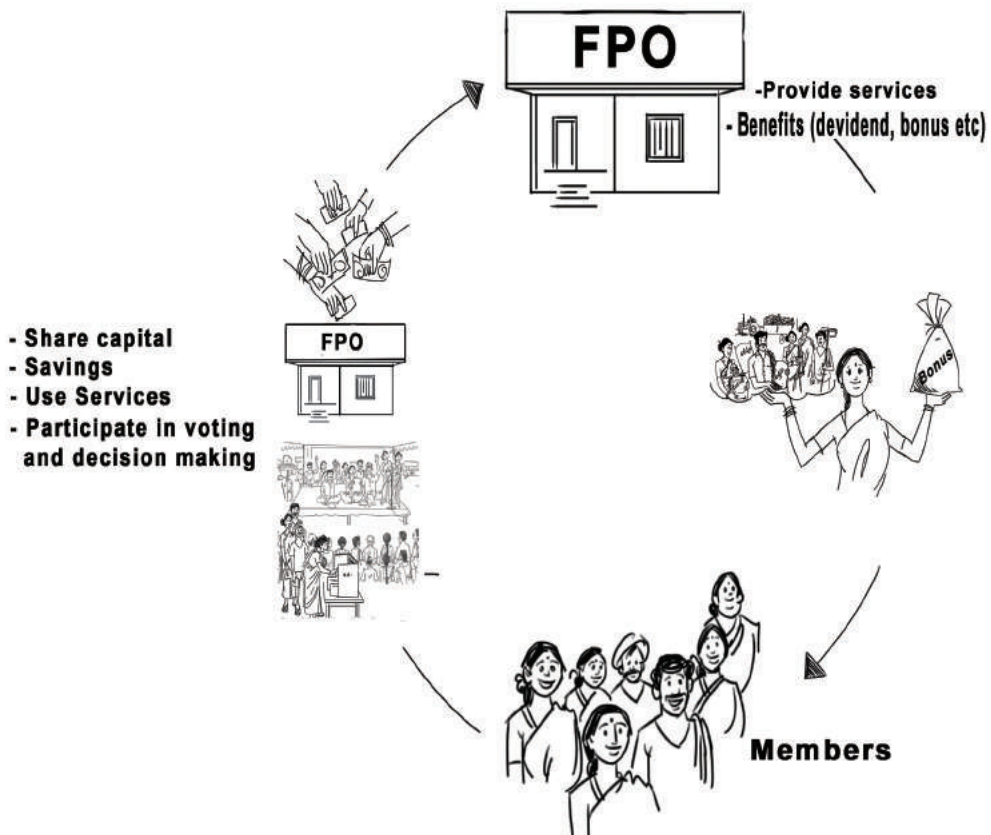 FPO
-Provide services
- Benefits (devidend, bonus etc)
- Share capital
- Savings
- Use Services
- Participate in voting
and decision making
FPO
Bonus
Members